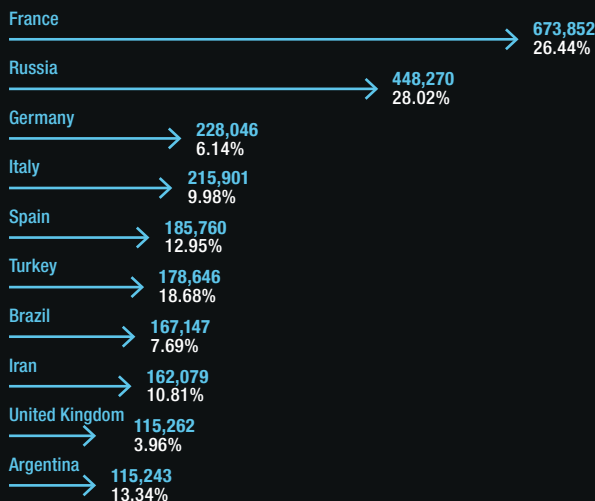 France
673,852
26.44%
Russia
448,270
28.02%
Germany
228,046
6.14%
Italy
215,901
9.98%
Spain
185,760
12.95%
Turkey
178,646
18.68%
Brazil
167,147
7.69%
Iran
162,079
10.81%
United Kingdom
115,262
3.96%
Argentina
115,243
13.34%